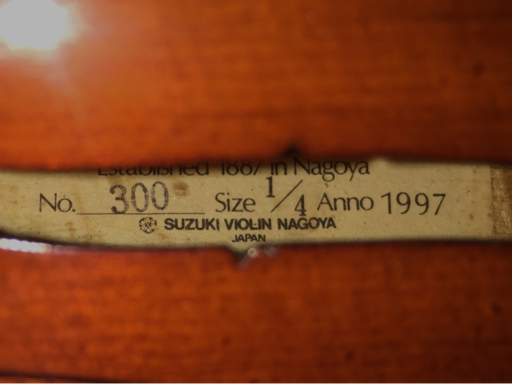 Established 1887 in Nagoya
No. 300 Size 1/4 Anno 1997
SUZUKI VIOLIN NAGOYA
JAPAN